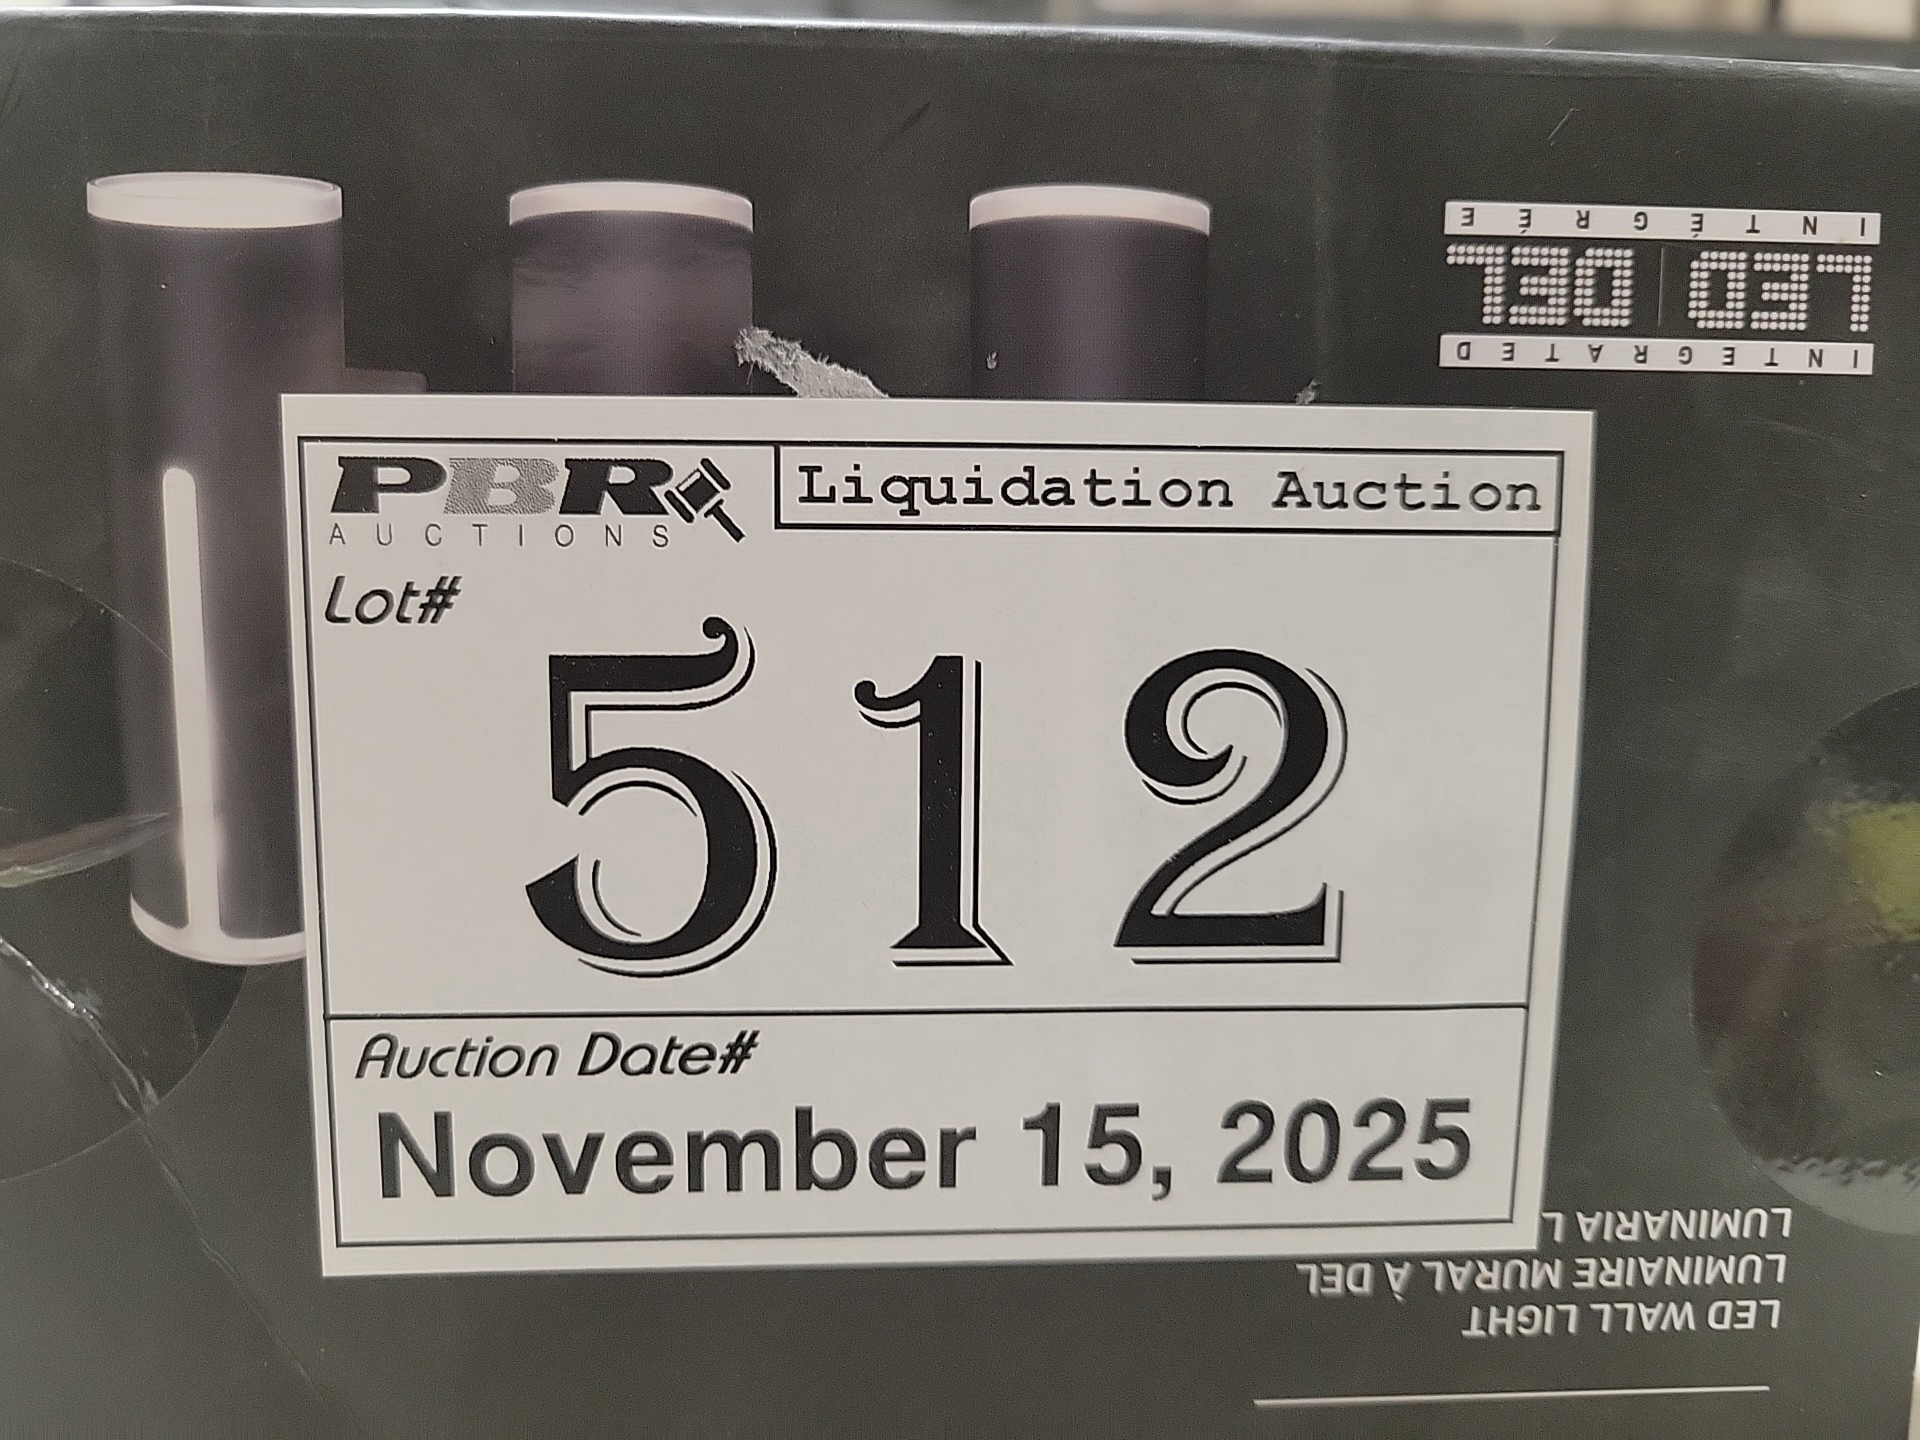 INTÉGRÉE
LED DEL
INTEGRATED
PBR
AUCTIONS
Liquidation Auction
Lot#
512
Auction Date#
November 15, 2025
LUMINARIA L
LUMINAIRE MURAL À DEL
LED WALL LIGHT